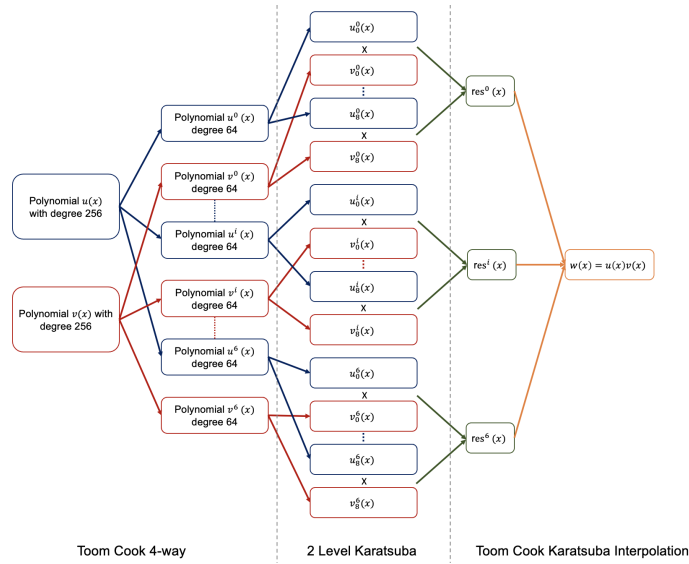 Polynomial u(x)
with degree 256
Polynomial v(x) with
degree 256
Polynomial u⁰(x)
degree 64
Polynomial v⁰(x)
degree 64
Polynomial uⁱ(x)
degree 64
Polynomial vⁱ(x)
degree 64
Polynomial u⁶(x)
degree 64
Polynomial v⁶(x)
degree 64
u₀⁰(x)
X
v₀⁰(x)
u₈⁰(x)
X
v₈⁰(x)
u₀ⁱ(x)
X
v₀ⁱ(x)
u₈ⁱ(x)
X
v₈ⁱ(x)
u₀⁶(x)
X
v₀⁶(x)
u₈⁶(x)
X
v₈⁶(x)
res⁰(x)
resⁱ(x)
res⁶(x)
w(x) = u(x)v(x)
Toom Cook 4-way
2 Level Karatsuba
Toom Cook Karatsuba Interpolation